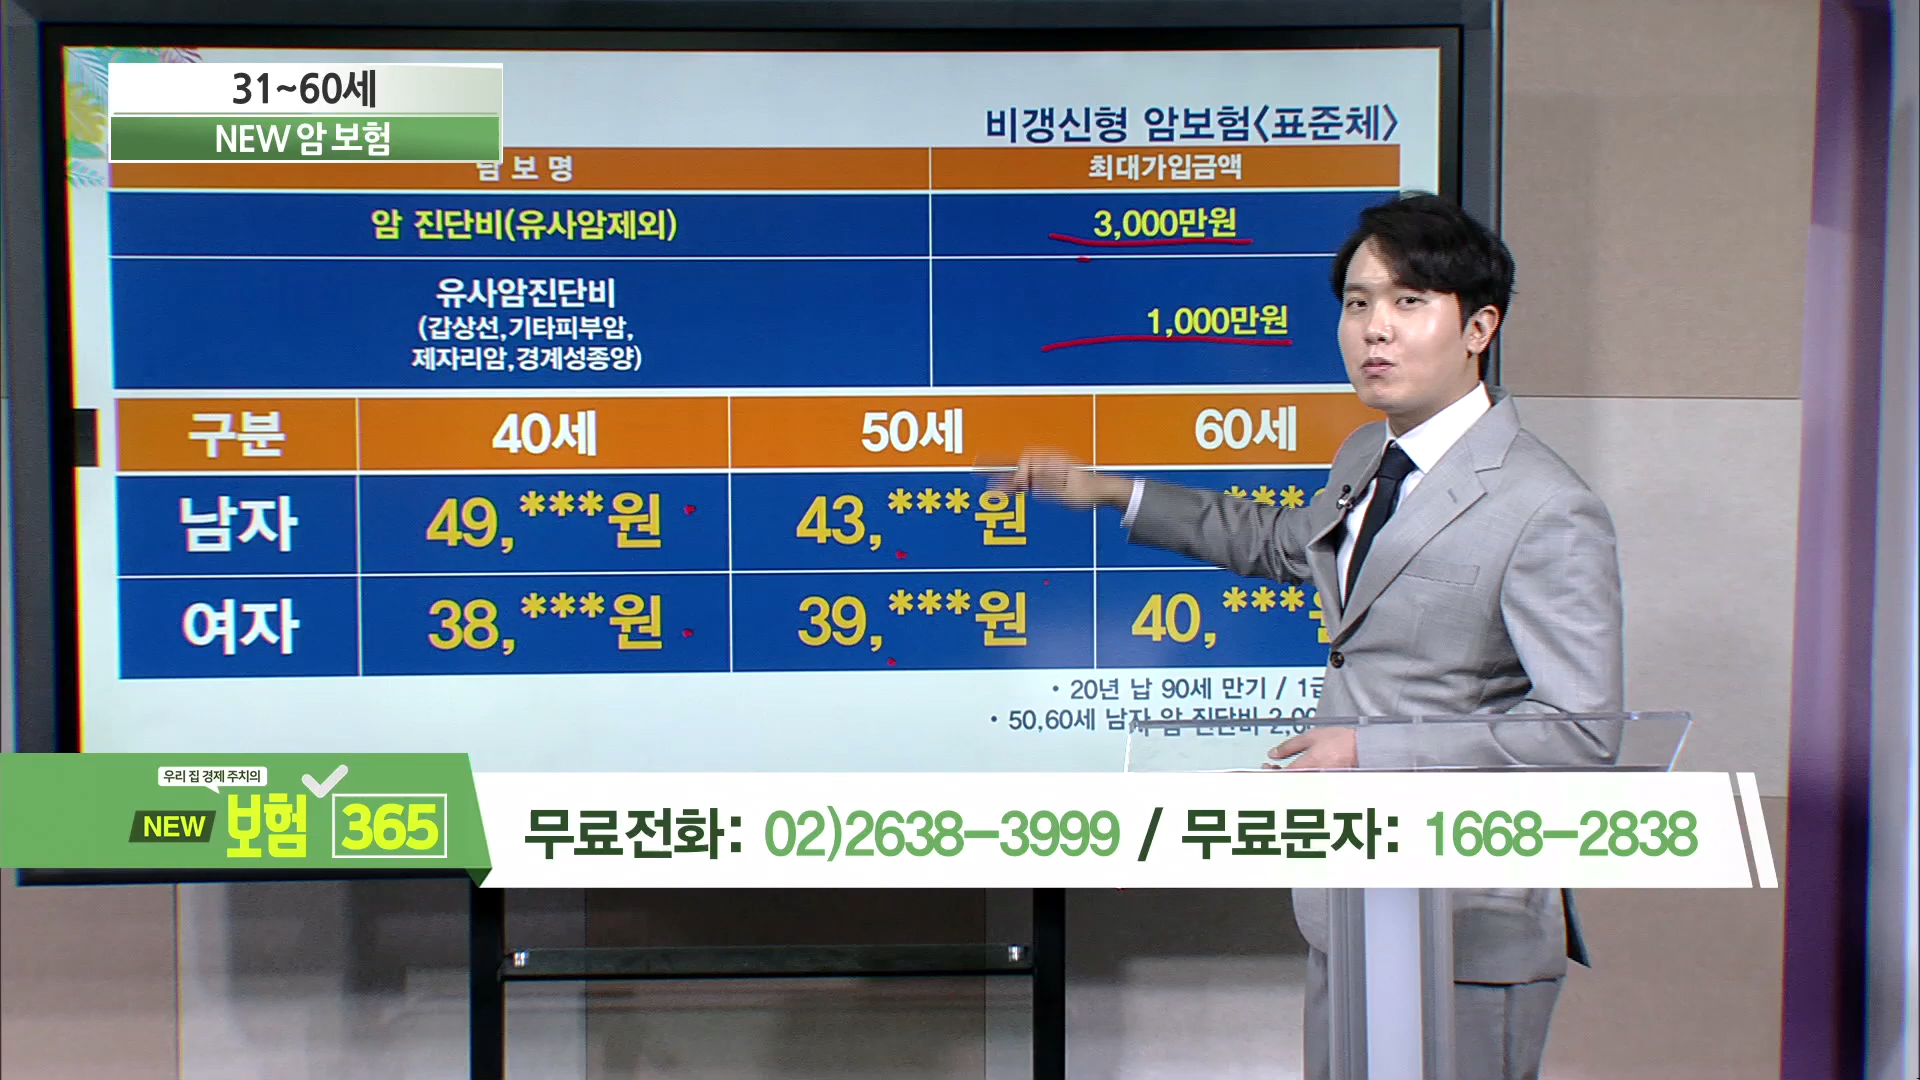 31~60세
NEW 암 보험
비갱신형 암보험<표준체>
담 보 명 최대가입금액
암 진단비(유사암제외) 3,000만원
유사암진단비
(갑상선,기타피부암,
제자리암,경계성종양)
1,000만원
구분 40세 50세 60세
남자 49,***원 43,***원 ***
여자 38,***원 39,***원 40,***원
• 20년 납 90세 만기 / 1급
• 50,60세 남자 암 진단비 2,00
우리 집 경제 주치의
NEW 보험 365
무료전화: 02)2638-3999 / 무료문자: 1668-2838